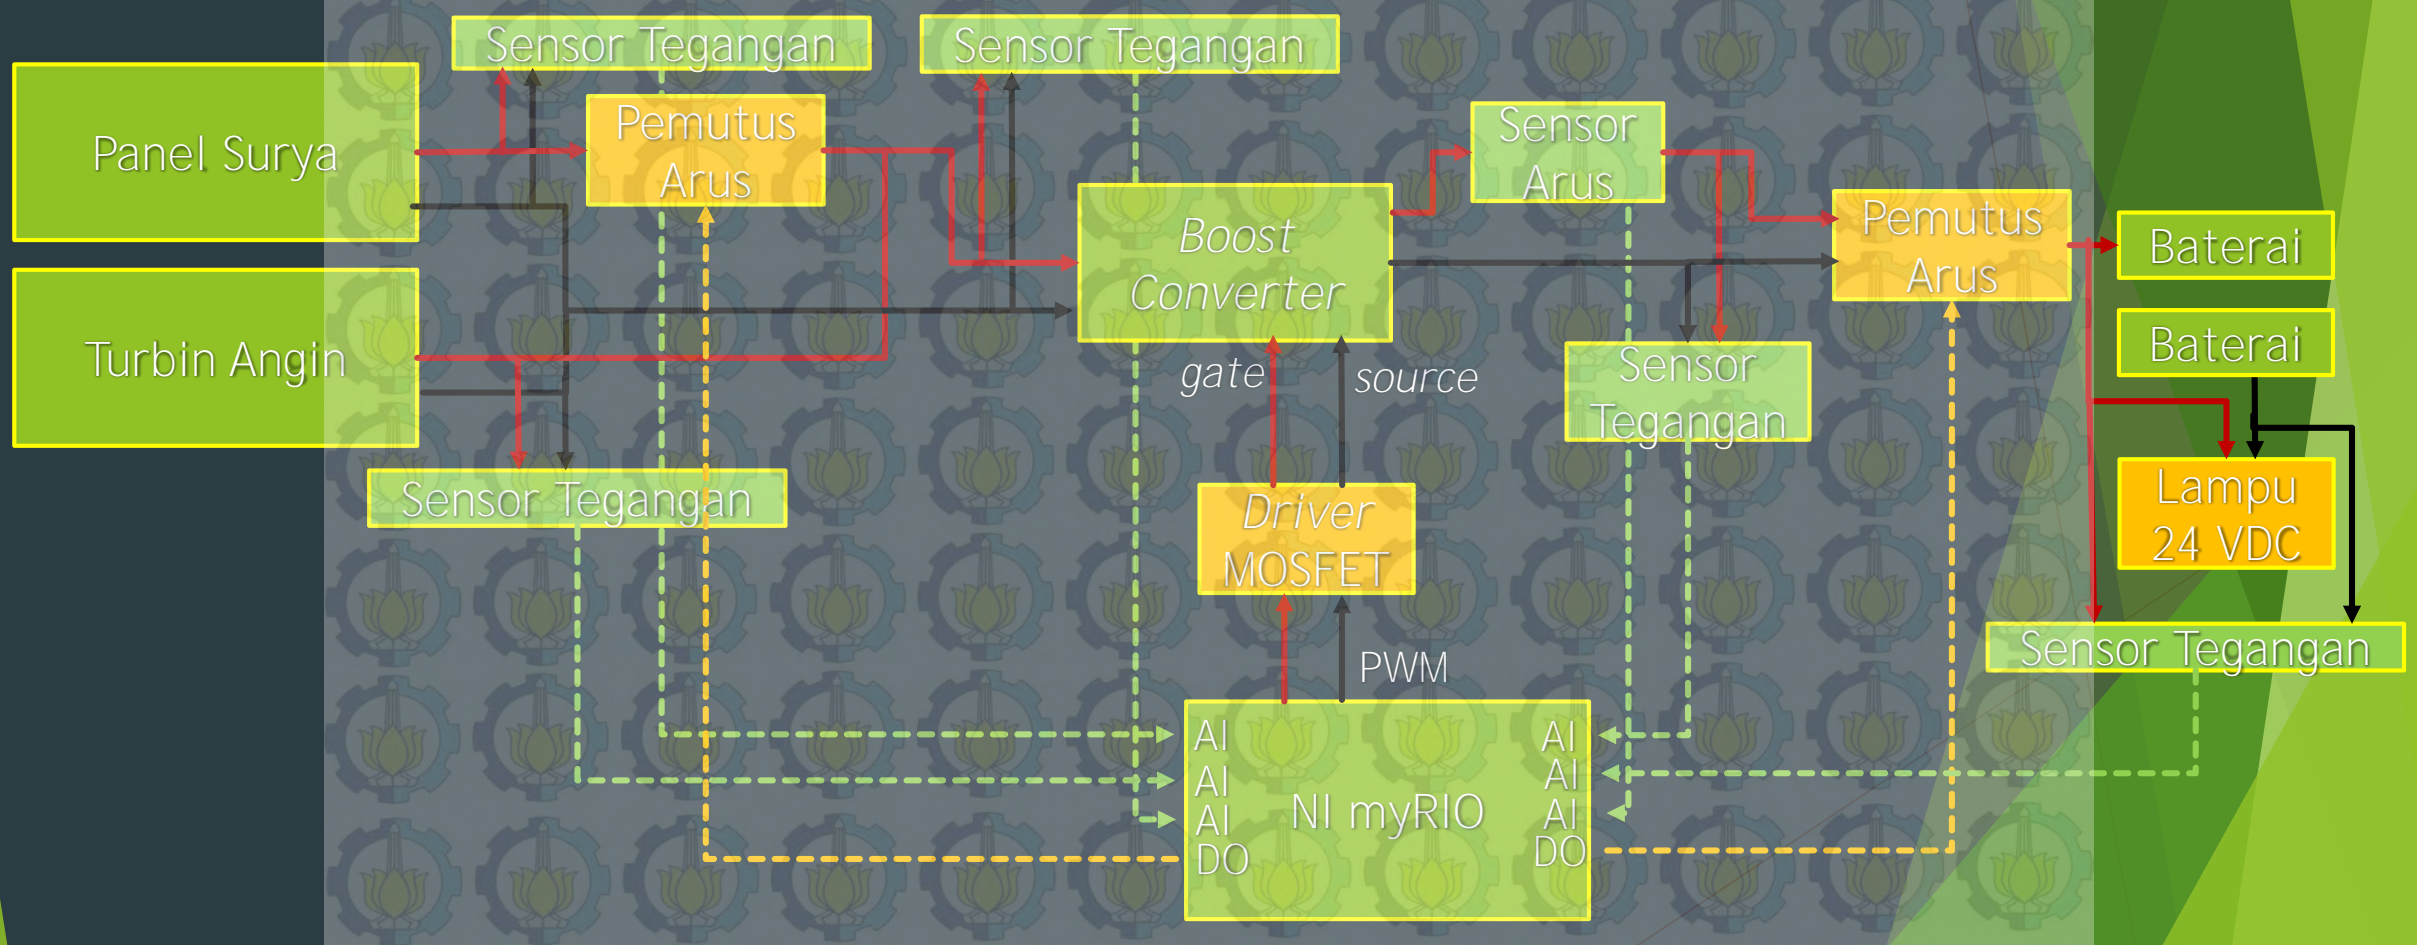 Sensor Tegangan
Sensor Tegangan
Panel Surya
Pemutus
Arus
Sensor
Arus
Boost
Converter
Pemutus
Arus
Baterai
Baterai
Turbin Angin
gate
source
Sensor
Tegangan
Sensor Tegangan
Driver
MOSFET
Lampu
24 VDC
PWM
Sensor Tegangan
AI
AI
AI
DO
NI myRIO
AI
AI
AI
DO